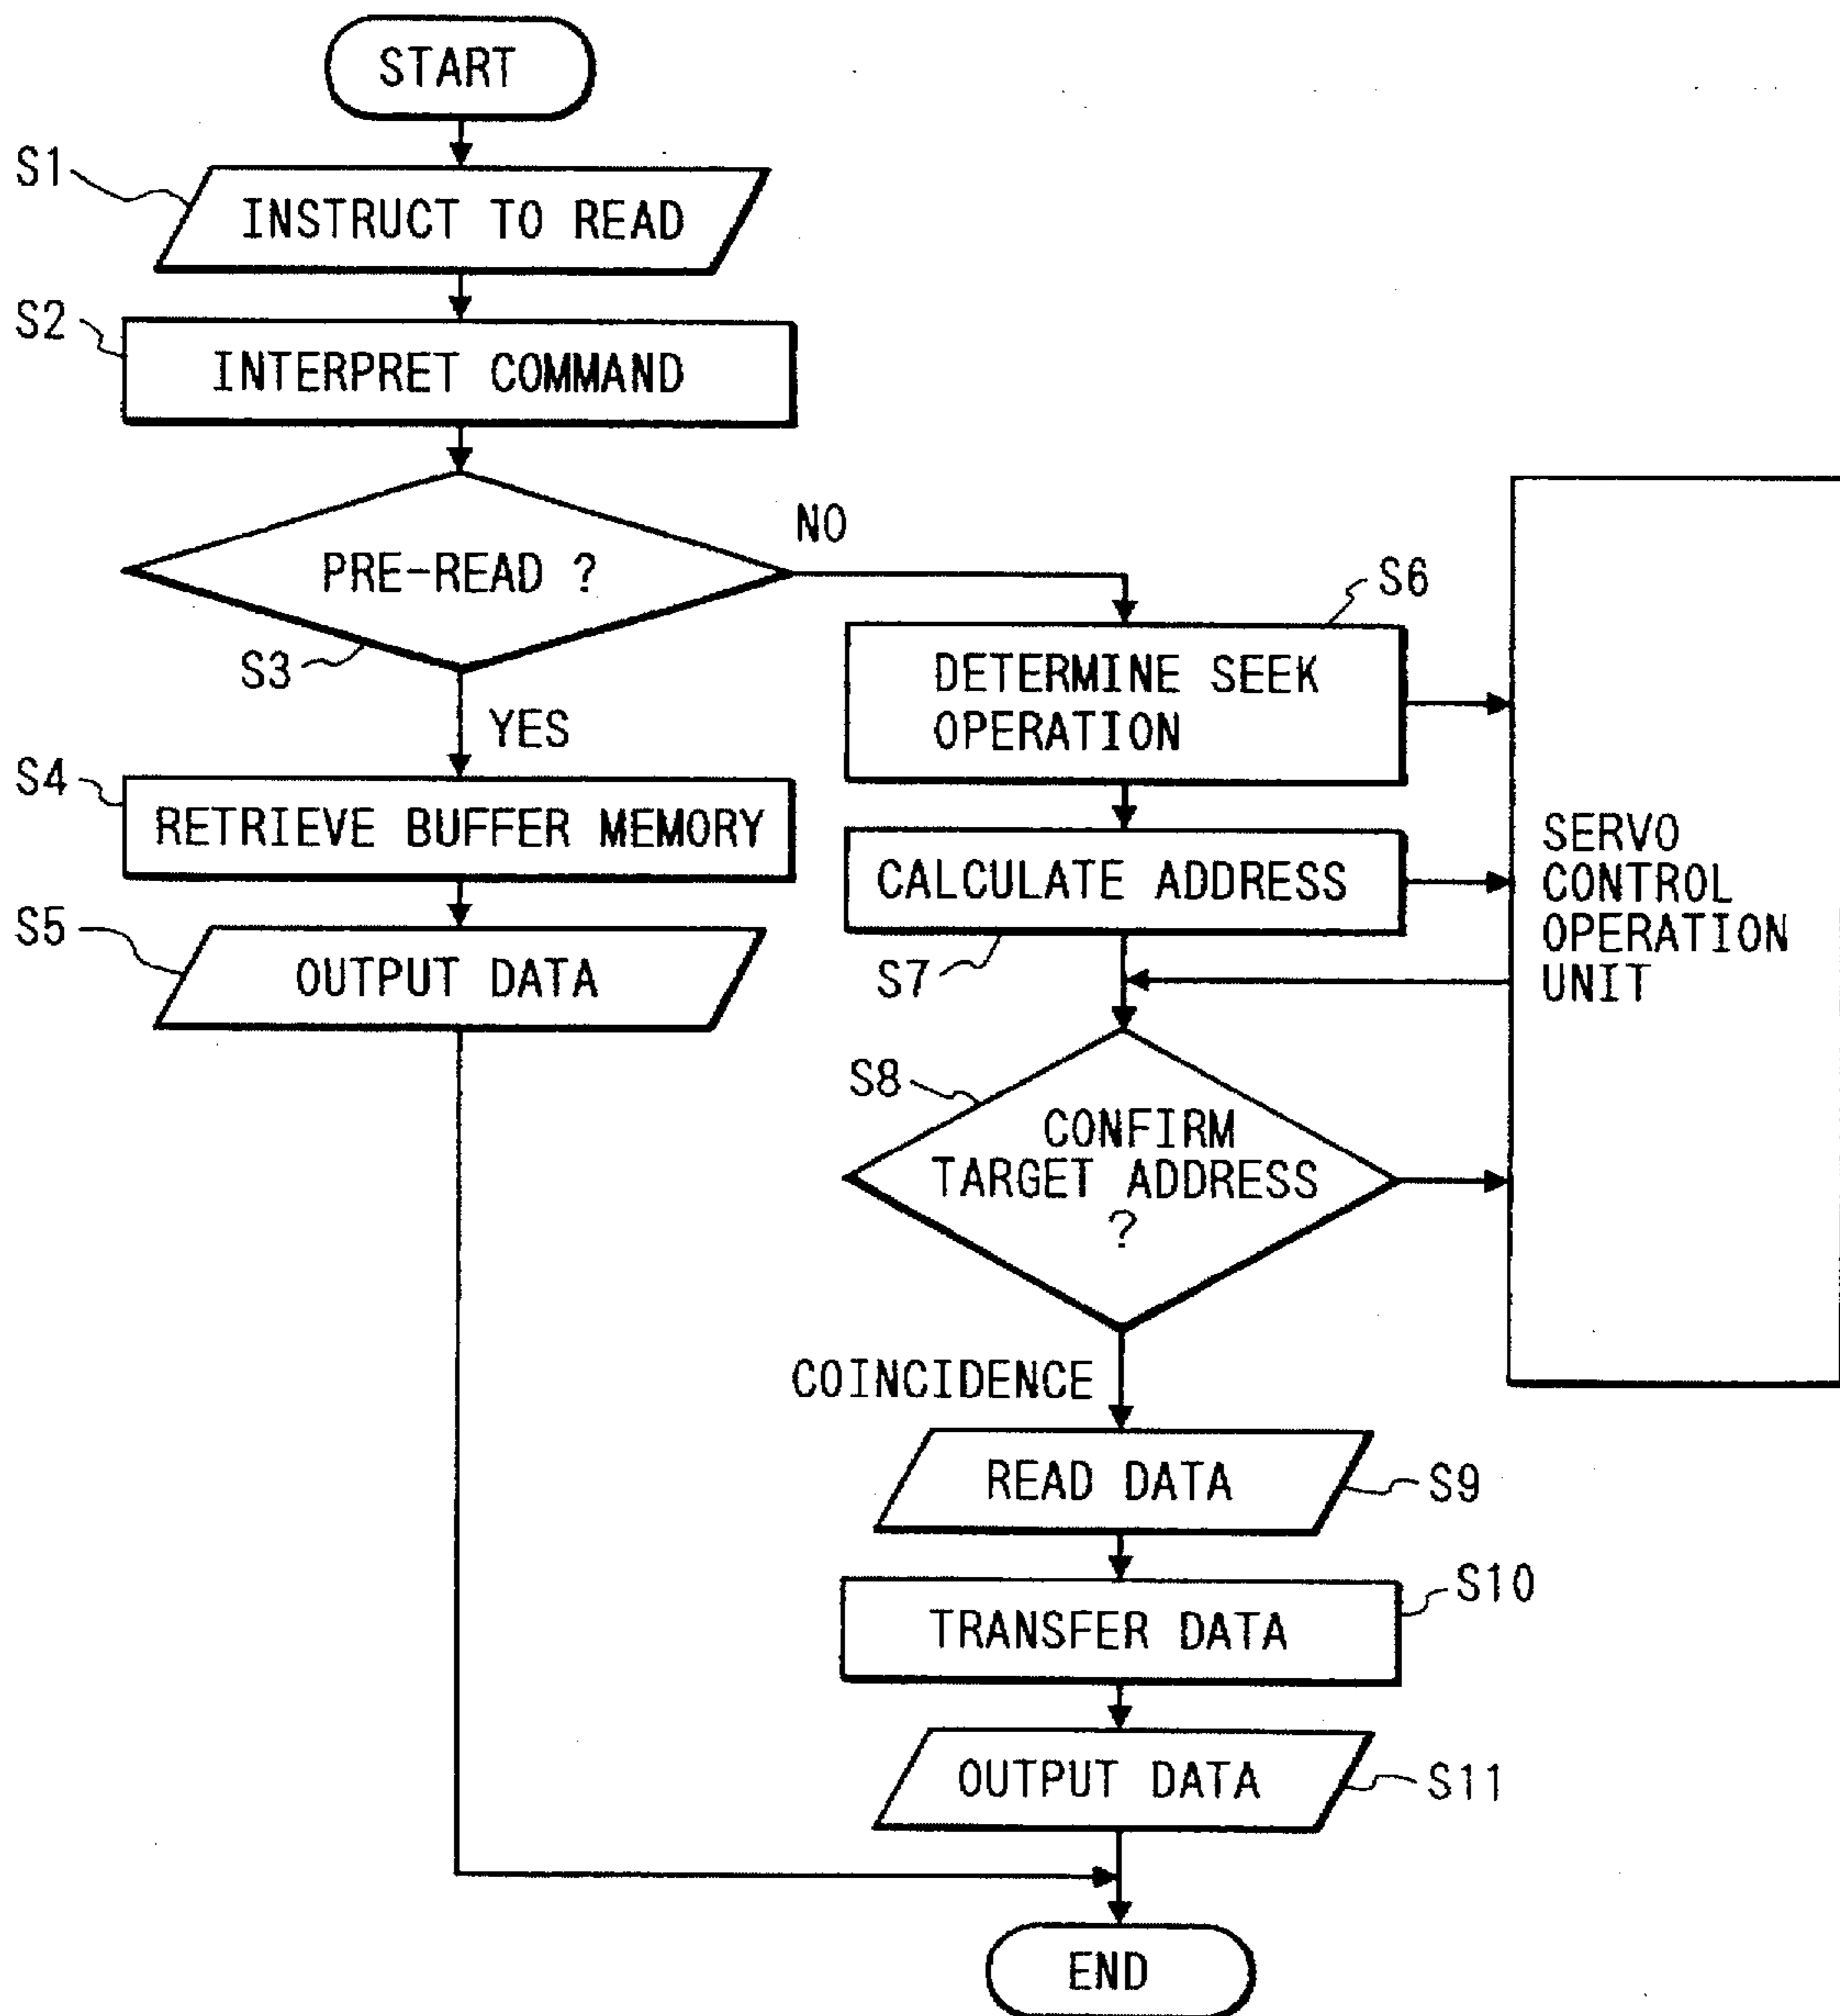 START
S1
INSTRUCT TO READ
S2
INTERPRET COMMAND
PRE-READ ?
NO
S3
YES
S4
RETRIEVE BUFFER MEMORY
S5
OUTPUT DATA
S6
DETERMINE SEEK
OPERATION
CALCULATE ADDRESS
S7
SERVO
CONTROL
OPERATION
UNIT
S8
CONFIRM
TARGET ADDRESS
?
COINCIDENCE
READ DATA
S9
TRANSFER DATA
S10
OUTPUT DATA
S11
END